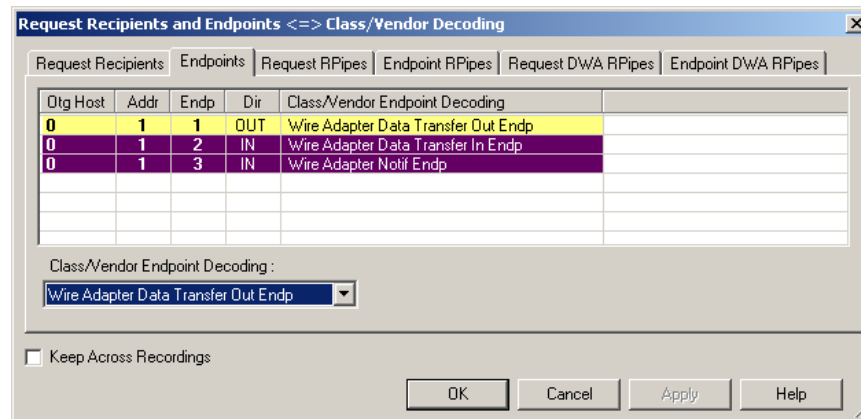 Request Recipients and Endpoints <=> Class/Vendor Decoding
Request Recipients Endpoints Request RPipes Endpoint RPipes Request DWA RPipes Endpoint DWA RPipes
Otg Host Addr Endp Dir Class/Vendor Endpoint Decoding
0 1 1 OUT Wire Adapter Data Transfer Out Endp
0 1 2 IN Wire Adapter Data Transfer In Endp
0 1 3 IN Wire Adapter Notif Endp
Class/Vendor Endpoint Decoding :
Wire Adapter Data Transfer Out Endp
Keep Across Recordings
OK Cancel Apply Help